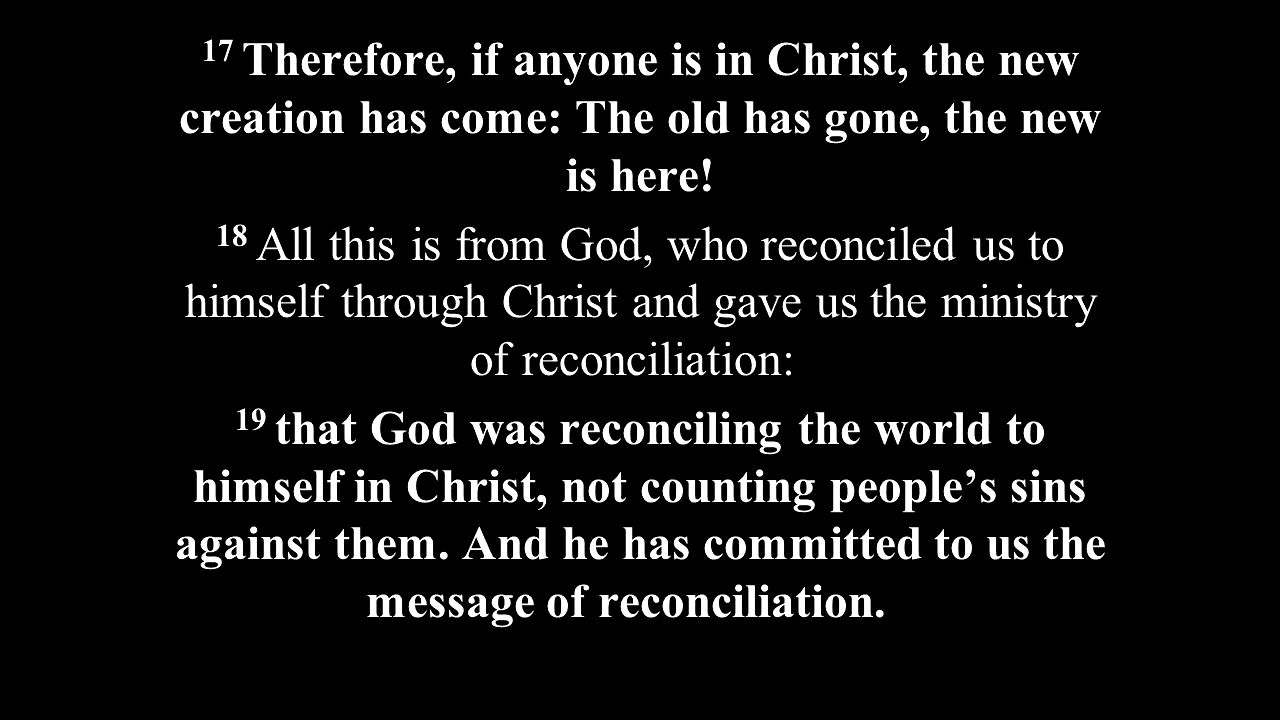 17 Therefore, if anyone is in Christ, the new
creation has come: The old has gone, the new
is here!
18 All this is from God, who reconciled us to
himself through Christ and gave us the ministry
of reconciliation:
19 that God was reconciling the world to
himself in Christ, not counting people’s sins
against them. And he has committed to us the
message of reconciliation.